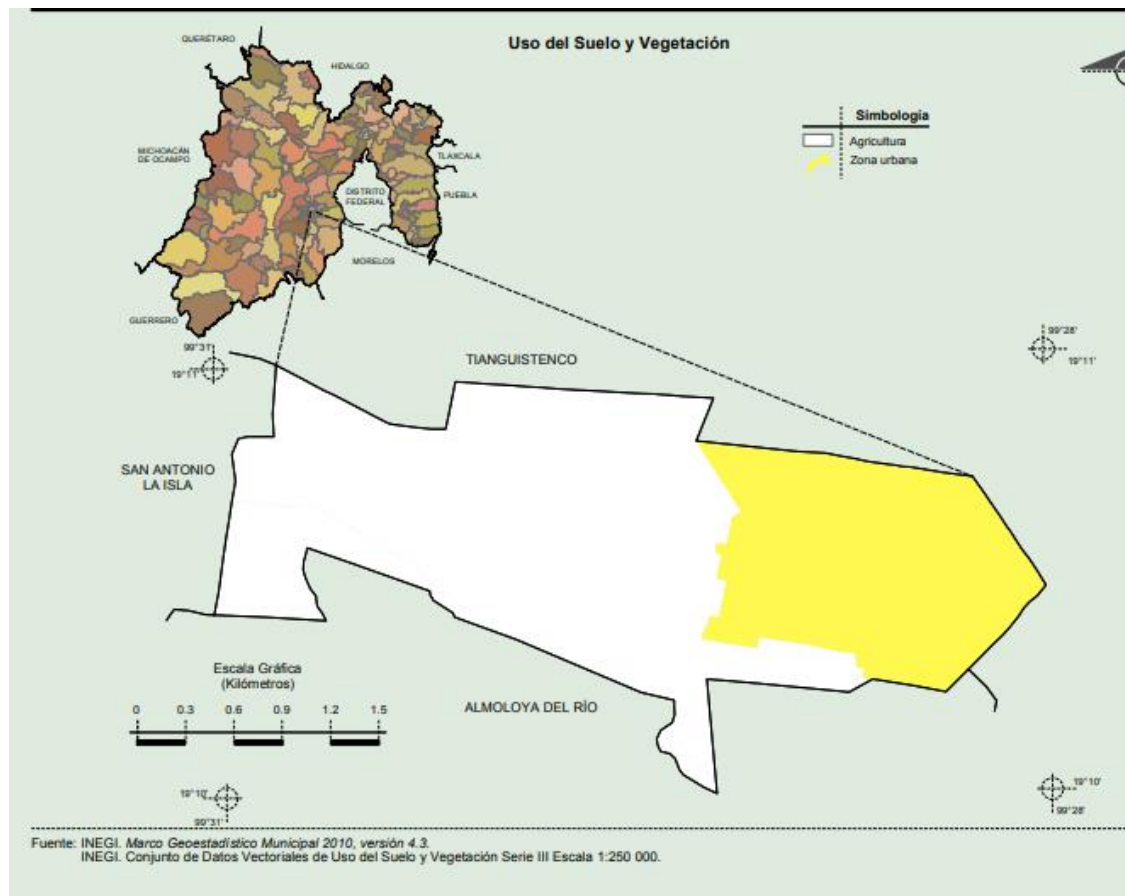 Uso del Suelo y Vegetación
QUERÉTARO
HIDALGO
MICHOACÁN
DE OCAMPO
TLAXCALA
DISTRITO
FEDERAL
PUEBLA
MORELOS
GUERRERO
Simbología
Agricultura
Zona urbana
99°31'
19°11'
99°28'
19°11'
TIANGUISTENCO
SAN ANTONIO
LA ISLA
ALMOLOYA DEL RÍO
Escala Gráfica
(Kilómetros)
0 0.3 0.6 0.9 1.2 1.5
19°10'
99°31'
19°10'
99°28'
Fuente: INEGI. Marco Geoestadístico Municipal 2010, versión 4.3.
INEGI. Conjunto de Datos Vectoriales de Uso del Suelo y Vegetación Serie III Escala 1:250 000.